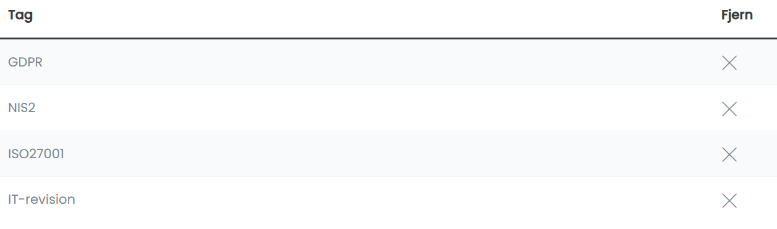 Tag Fjern
GDPR
NIS2
ISO27001
IT-revision